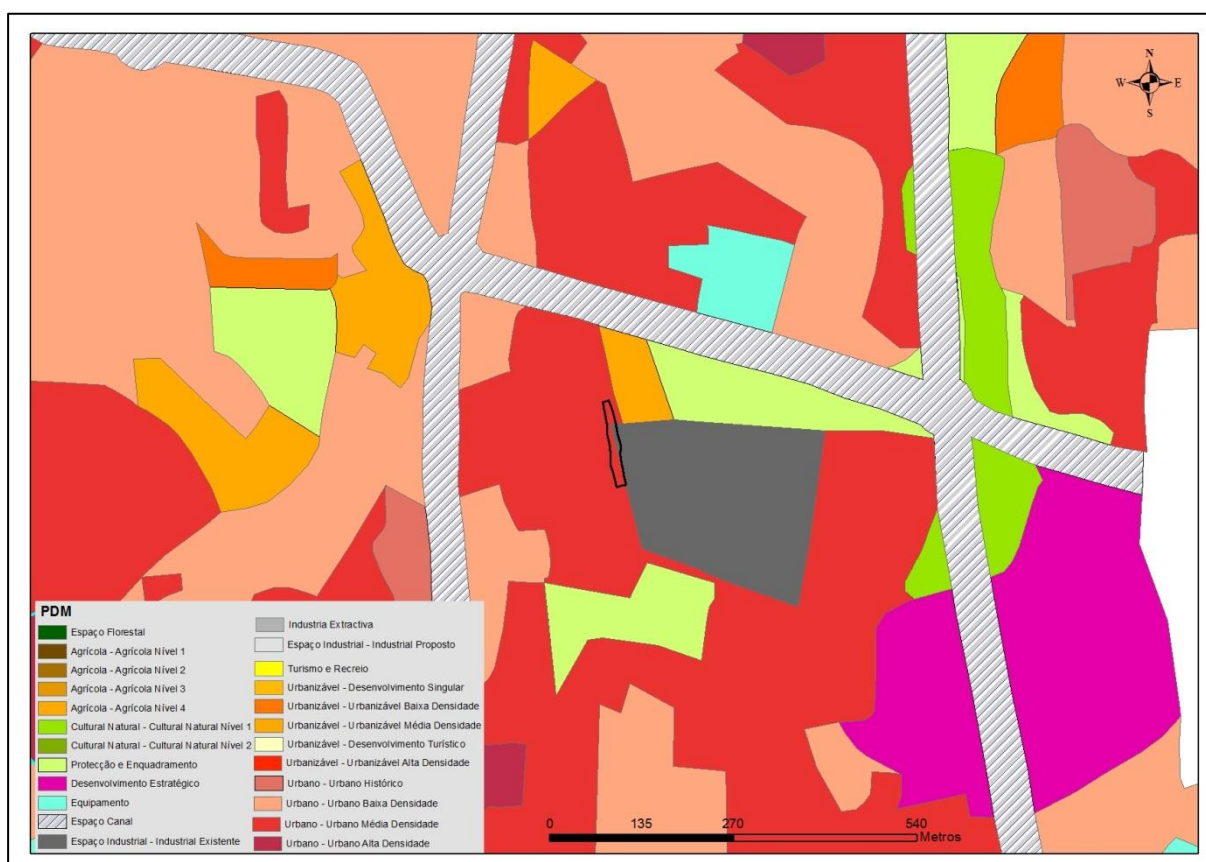 N
W E
S
PDM
Espaço Florestal
Agrícola - Agrícola Nível 1
Agrícola - Agrícola Nível 2
Agrícola - Agrícola Nível 3
Agrícola - Agrícola Nível 4
Cultural Natural - Cultural Natural Nível 1
Cultural Natural - Cultural Natural Nível 2
Protecção e Enquadramento
Desenvolvimento Estratégico
Equipamento
Espaço Canal
Espaço Industrial - Industrial Existente
Industria Extractiva
Espaço Industrial - Industrial Proposto
Turismo e Recreio
Urbanizável - Desenvolvimento Singular
Urbanizável - Urbanizável Baixa Densidade
Urbanizável - Urbanizável Média Densidade
Urbanizável - Desenvolvimento Turístico
Urbanizável - Urbanizável Alta Densidade
Urbano - Urbano Histórico
Urbano - Urbano Baixa Densidade
Urbano - Urbano Média Densidade
Urbano - Urbano Alta Densidade
0 135 270 540
Metros